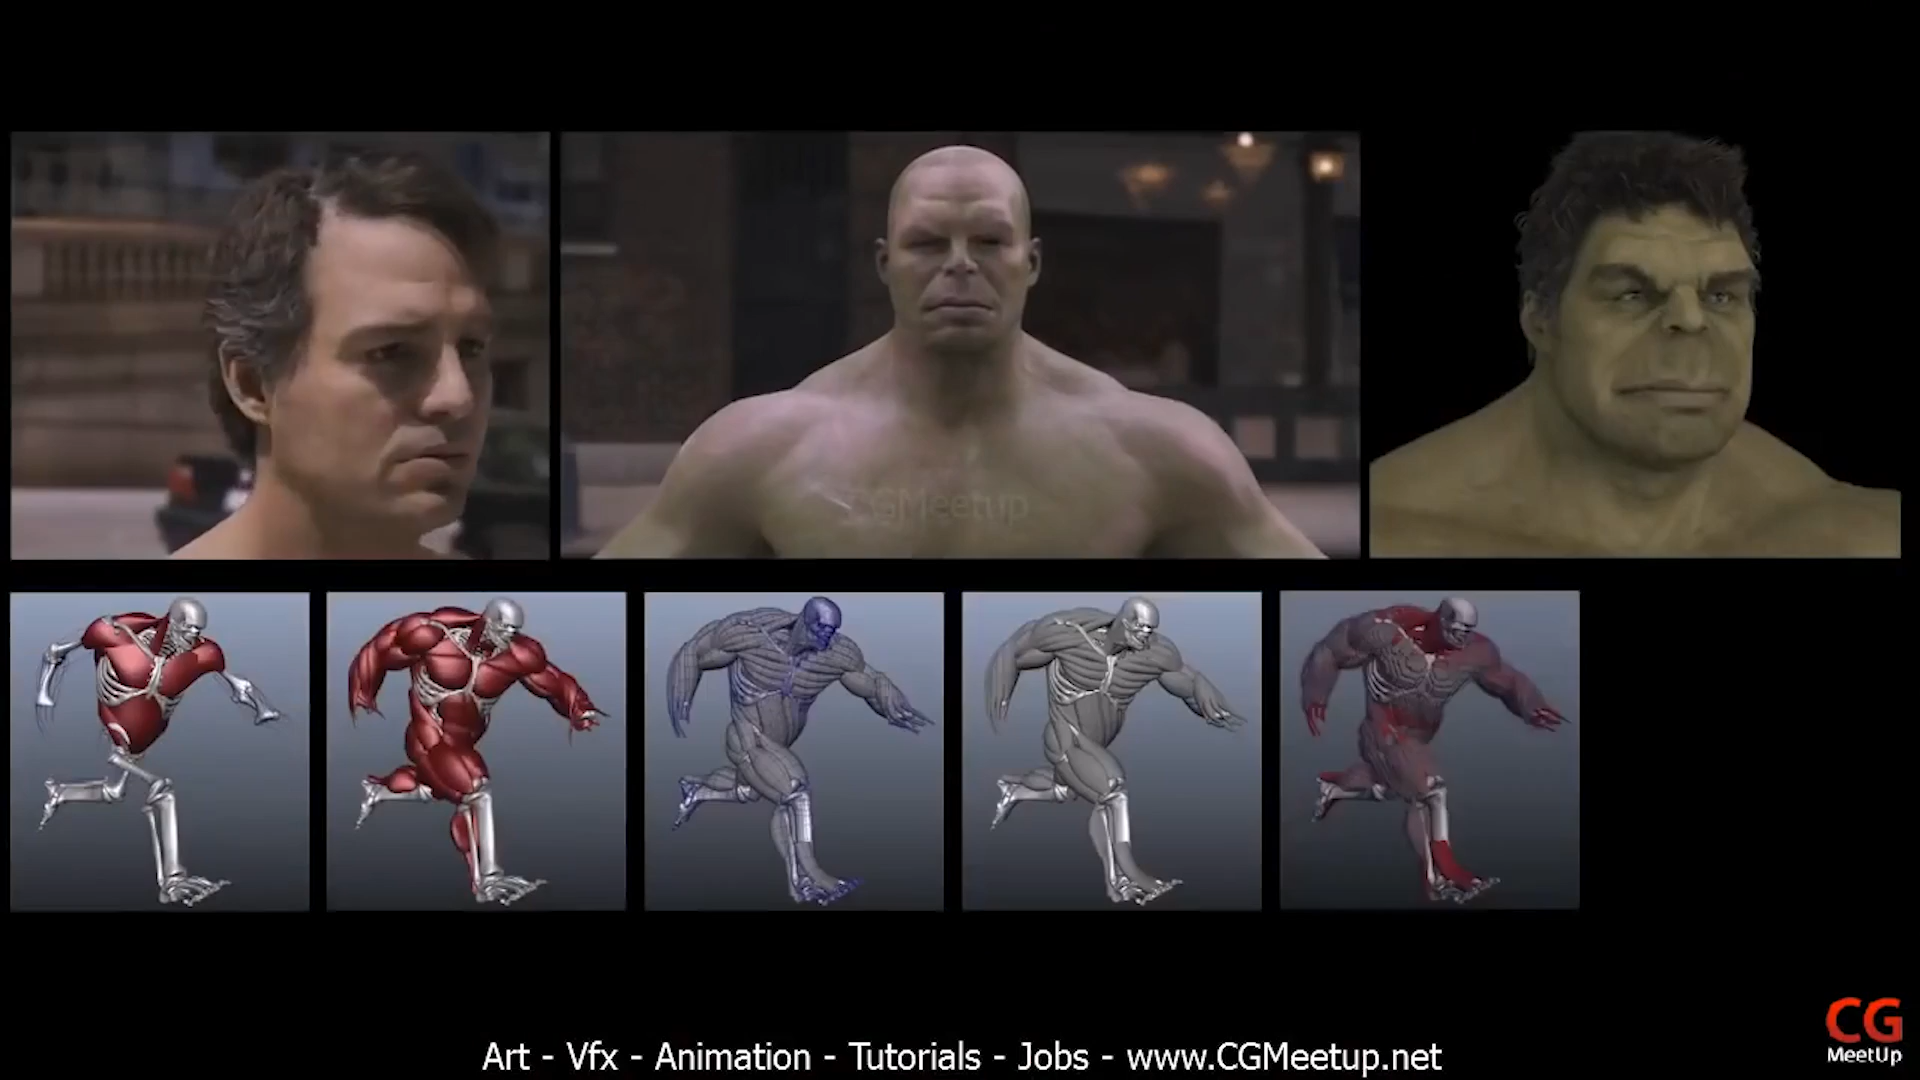 CGMeetup
Art - Vfx - Animation - Tutorials - Jobs - www.CGMeetup.net
CG
MeetUp